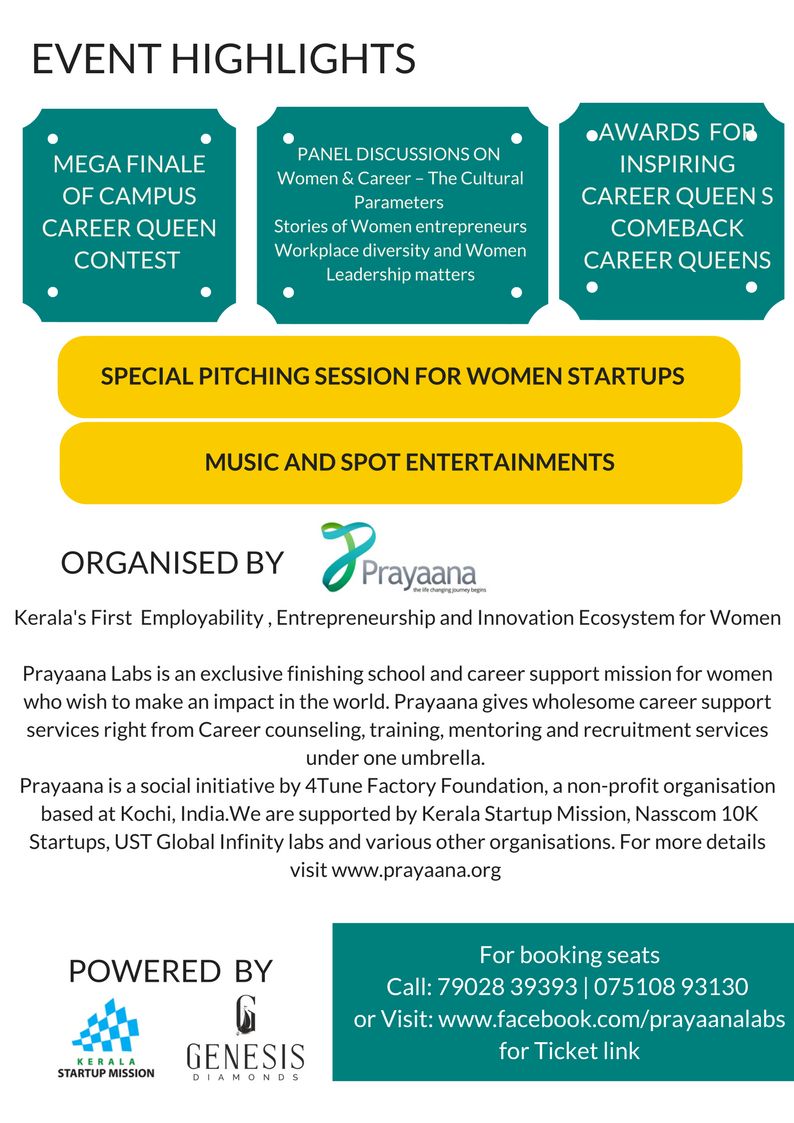 EVENT HIGHLIGHTS
MEGA FINALE
OF CAMPUS
CAREER QUEEN
CONTEST
PANEL DISCUSSIONS ON
Women & Career – The Cultural
Parameters
Stories of Women entrepreneurs
Workplace diversity and Women
Leadership matters
AWARDS FOR
INSPIRING
CAREER QUEEN S
COMEBACK
CAREER QUEENS
SPECIAL PITCHING SESSION FOR WOMEN STARTUPS
MUSIC AND SPOT ENTERTAINMENTS
ORGANISED BY
Prayaana
the life changing journey begins
Kerala's First Employability , Entrepreneurship and Innovation Ecosystem for Women
Prayaana Labs is an exclusive finishing school and career support mission for women
who wish to make an impact in the world. Prayaana gives wholesome career support
services right from Career counseling, training, mentoring and recruitment services
under one umbrella.
Prayaana is a social initiative by 4Tune Factory Foundation, a non-profit organisation
based at Kochi, India.We are supported by Kerala Startup Mission, Nasscom 10K
Startups, UST Global Infinity labs and various other organisations. For more details
visit www.prayaana.org
POWERED BY
KERALA
STARTUP MISSION
G
GENESIS
DIAMONDS
For booking seats
Call: 79028 39393 | 075108 93130
or Visit: www.facebook.com/prayaanalabs
for Ticket link